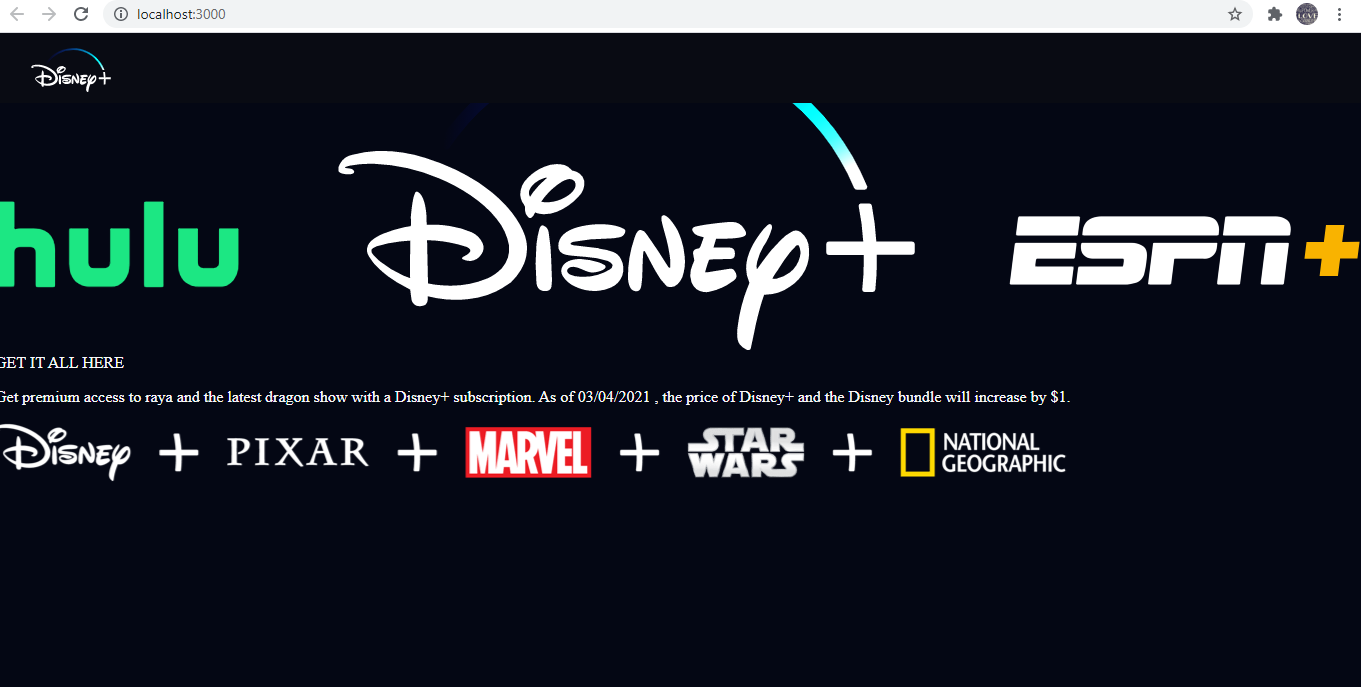 localhost:3000
LOVE
Disney+
hulu Disney+ ESPN+
GET IT ALL HERE
Get premium access to raya and the latest dragon show with a Disney+ subscription. As of 03/04/2021 , the price of Disney+ and the Disney bundle will increase by $1.
Disney + PIXAR + MARVEL + STAR WARS + NATIONAL GEOGRAPHIC